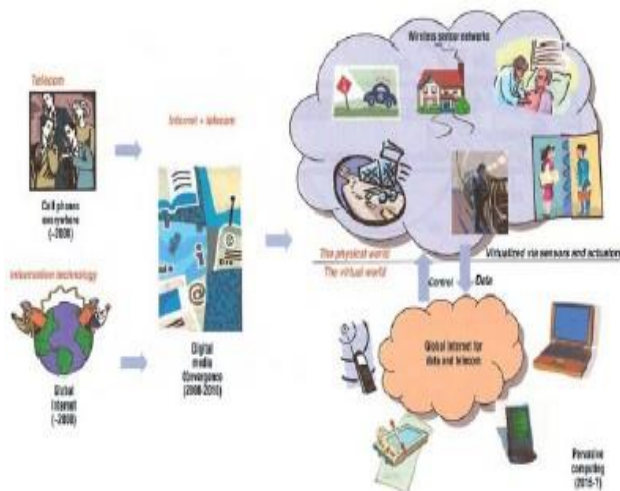 Telecom
Cell phones
everywhere
(~2000)
Information technology
Global
Internet
(~2000)
Internet + telecom
Digital
media
convergence
(2000-2010)
Wireless sensor networks
The physical world
The virtual world
Virtualized via sensors and actuators
Control
Data
Global Internet for
data and telecom
Pervasive
computing
(2015-?)